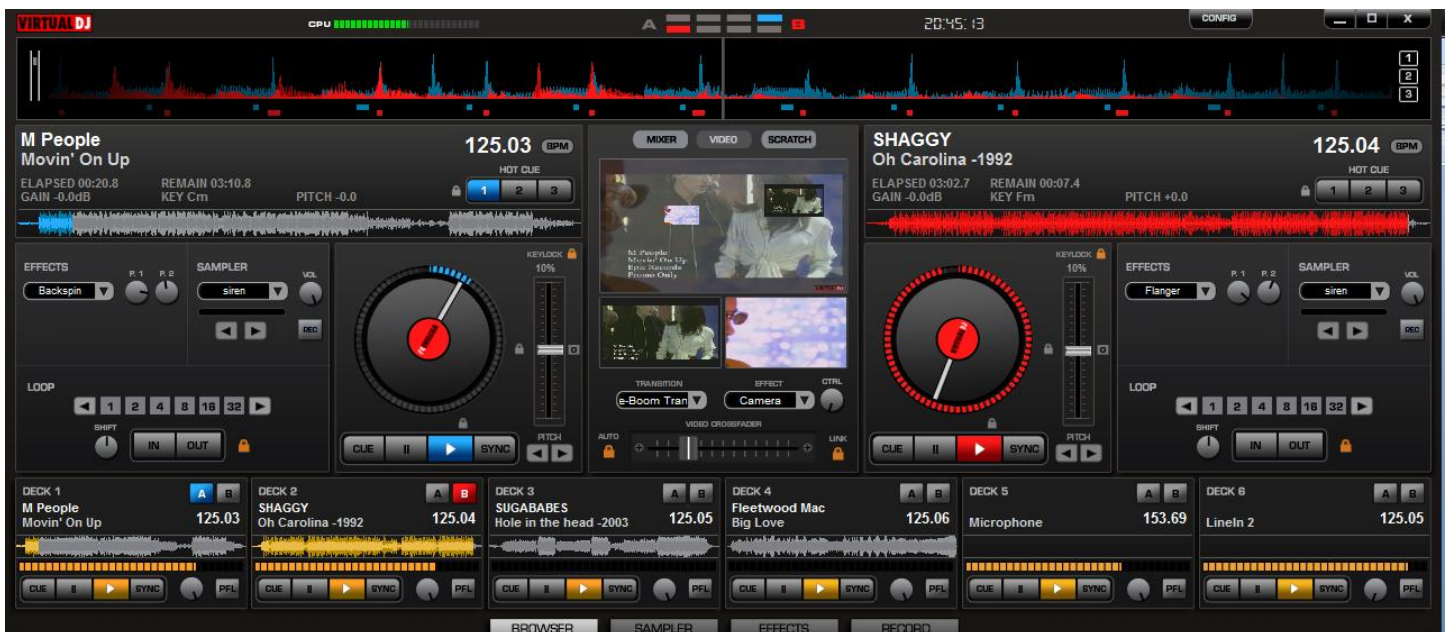 VIRTUAL DJ
CPU
A
B
20:45:13
CONFIG
X
1
2
3
M People
Movin' On Up
125.03 BPM
HOT CUE
ELAPSED 00:20.8 REMAIN 03:10.8
GAIN -0.0dB KEY Cm PITCH -0.0
1 2 3
MIXER VIDEO SCRATCH
M People
Movin' On Up
Epic Records
Promo Only
SHAGGY
Oh Carolina -1992
125.04 BPM
HOT CUE
ELAPSED 03:02.7 REMAIN 00:07.4
GAIN -0.0dB KEY Fm PITCH +0.0
1 2 3
EFFECTS
P. 1 P. 2
Backspin
SAMPLER
VOL
siren
REC
LOOP
1 2 4 8 16 32
SHIFT
IN OUT
KEYLOCK
10%
CUE II SYNC
PITCH
TRANSITION EFFECT CTRL
e-Boom Tran Camera
VIDEO CROSSFADER
AUTO LINK
KEYLOCK
10%
CUE II SYNC
PITCH
EFFECTS
P. 1 P. 2
Flanger
SAMPLER
VOL
siren
REC
LOOP
1 2 4 8 16 32
SHIFT
IN OUT
DECK 1 A B
M People
Movin' On Up 125.03
CUE II SYNC PFL
DECK 2 A B
SHAGGY
Oh Carolina -1992 125.04
CUE II SYNC PFL
DECK 3 A B
SUGABABES
Hole in the head -2003 125.05
CUE II SYNC PFL
DECK 4 A B
Fleetwood Mac
Big Love 125.06
CUE II SYNC PFL
DECK 5 A B
Microphone 153.69
CUE II SYNC PFL
DECK 6 A B
LineIn 2 125.05
CUE II SYNC PFL
BROWSER SAMPLER EFFECTS RECORD